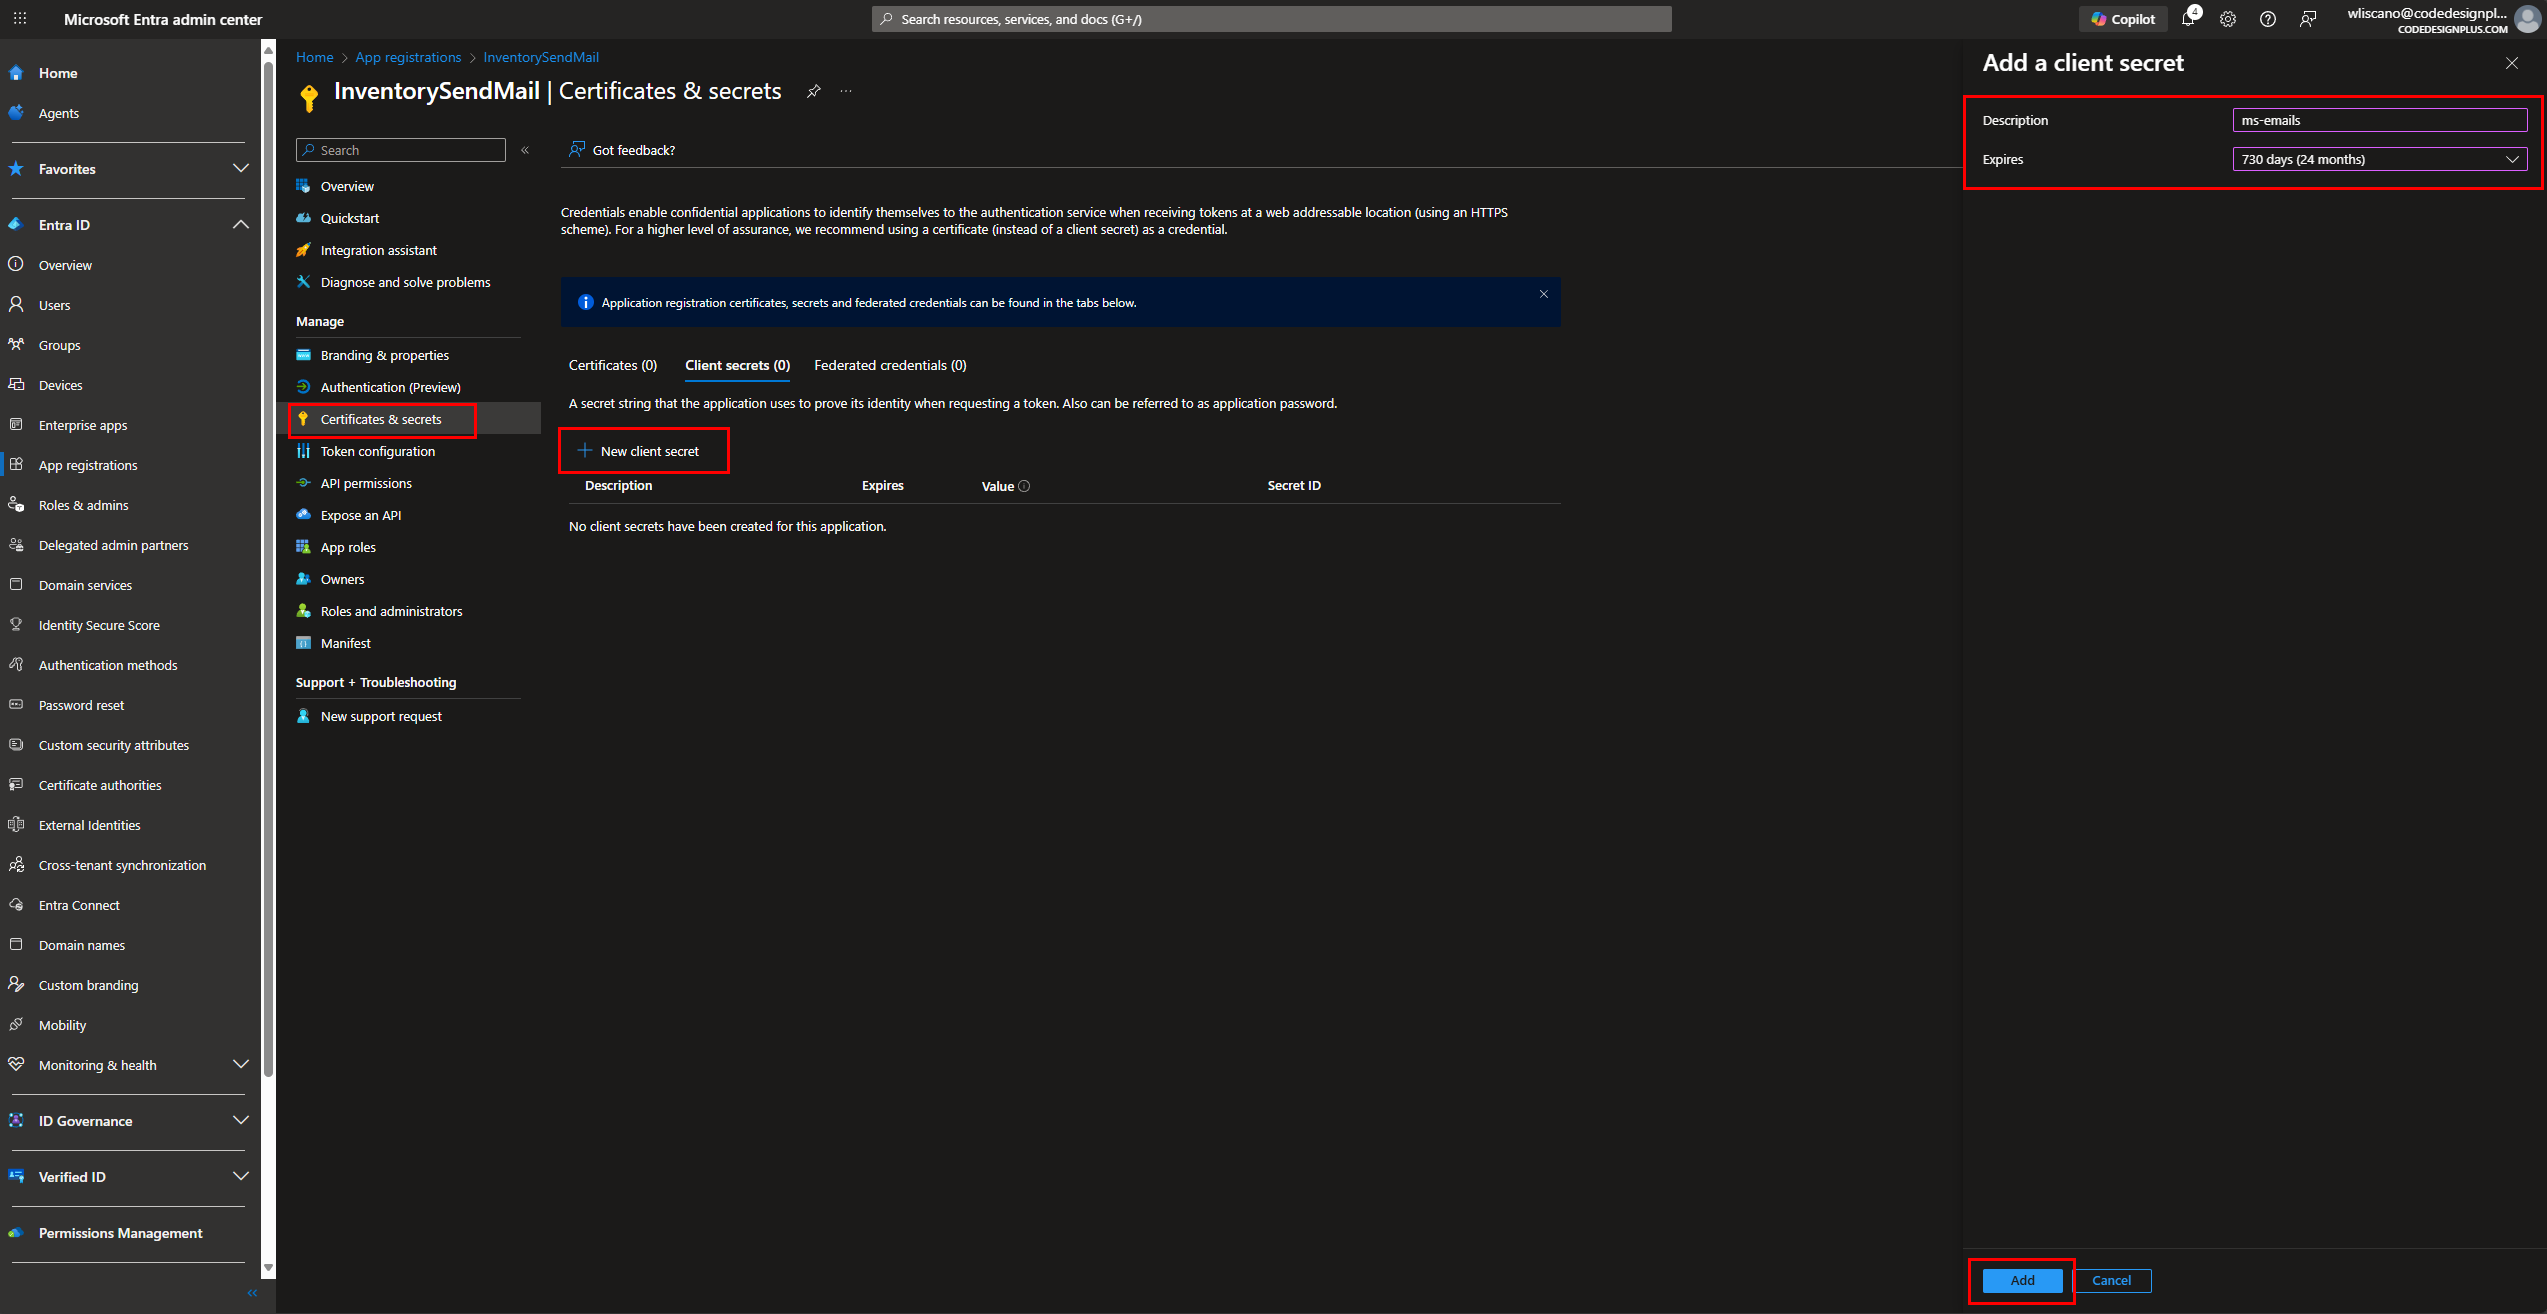 Microsoft Entra admin center
Search resources, services, and docs (G+/)
Copilot
4
wliscano@codedesignpl...
CODEDESIGNPLUS.COM
Home
Agents
Favorites
Entra ID
Overview
Users
Groups
Devices
Enterprise apps
App registrations
Roles & admins
Delegated admin partners
Domain services
Identity Secure Score
Authentication methods
Password reset
Custom security attributes
Certificate authorities
External Identities
Cross-tenant synchronization
Entra Connect
Domain names
Custom branding
Mobility
Monitoring & health
ID Governance
Verified ID
Permissions Management
Home > App registrations > InventorySendMail
InventorySendMail | Certificates & secrets
Search
Overview
Quickstart
Integration assistant
Diagnose and solve problems
Manage
Branding & properties
Authentication (Preview)
Certificates & secrets
Token configuration
API permissions
Expose an API
App roles
Owners
Roles and administrators
Manifest
Support + Troubleshooting
New support request
Got feedback?
Credentials enable confidential applications to identify themselves to the authentication service when receiving tokens at a web addressable location (using an HTTPS
scheme). For a higher level of assurance, we recommend using a certificate (instead of a client secret) as a credential.
Application registration certificates, secrets and federated credentials can be found in the tabs below.
Certificates (0) Client secrets (0) Federated credentials (0)
A secret string that the application uses to prove its identity when requesting a token. Also can be referred to as application password.
New client secret
Description Expires Value Secret ID
No client secrets have been created for this application.
Add a client secret
Description ms-emails
Expires 730 days (24 months)
Add Cancel